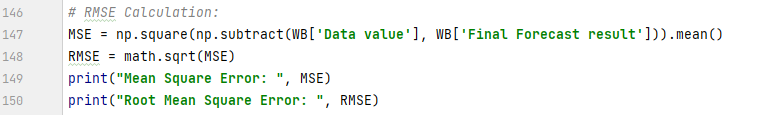 146 # RMSE Calculation:
147 MSE = np.square(np.subtract(WB['Data value'], WB['Final Forecast result'])).mean()
148 RMSE = math.sqrt(MSE)
149 print("Mean Square Error: ", MSE)
150 print("Root Mean Square Error: ", RMSE)